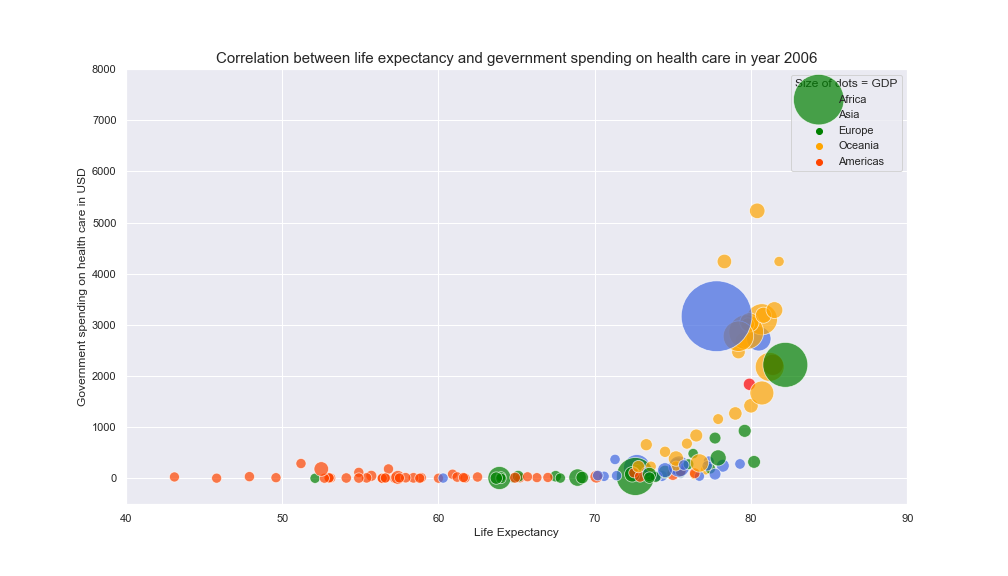 Correlation between life expectancy and gevernment spending on health care in year 2006
8000
7000
6000
5000
4000
3000
2000
1000
0
Government spending on health care in USD
Size of dots = GDP
Africa
Asia
Europe
Oceania
Americas
40 50 60 70 80 90
Life Expectancy